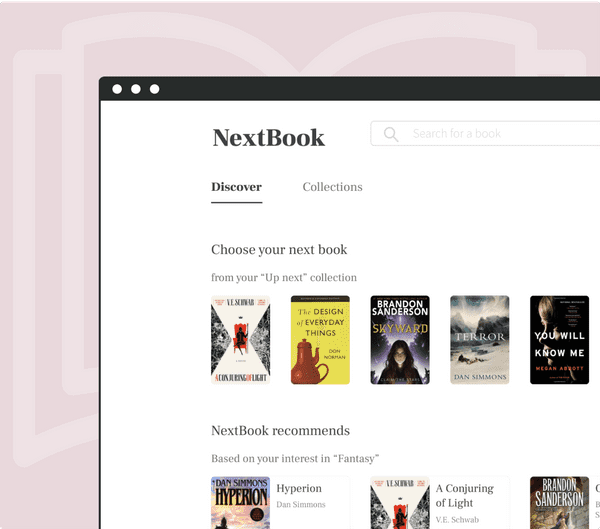 NextBook
Search for a book
Discover
Collections
Choose your next book
from your “Up next” collection
V.E. SCHWAB
A CONJURING OF LIGHT
The DESIGN
of EVERYDAY
THINGS
DON
NORMAN
BRANDON
SANDERSON
SKYWARD
TERROR
DAN SIMMONS
YOU WILL
KNOW ME
MEGAN ABBOTT
NextBook recommends
Based on your interest in “Fantasy”
DAN SIMMONS
HYPERION
Hyperion
Dan Simmons
V.E. SCHWAB
A Conjuring
of Light
V.E. Schwab
BRANDON
SANDERSON